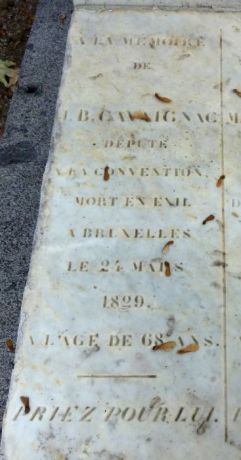 A LA MÉMOIRE
DE
J. B. CAVAIGNAC
DÉPUTÉ
A LA CONVENTION,
MORT EN EXIL
A BRUXELLES
LE 24 MARS
1829.
A L'AGE DE 68 ANS.
PRIEZ POUR LUI.